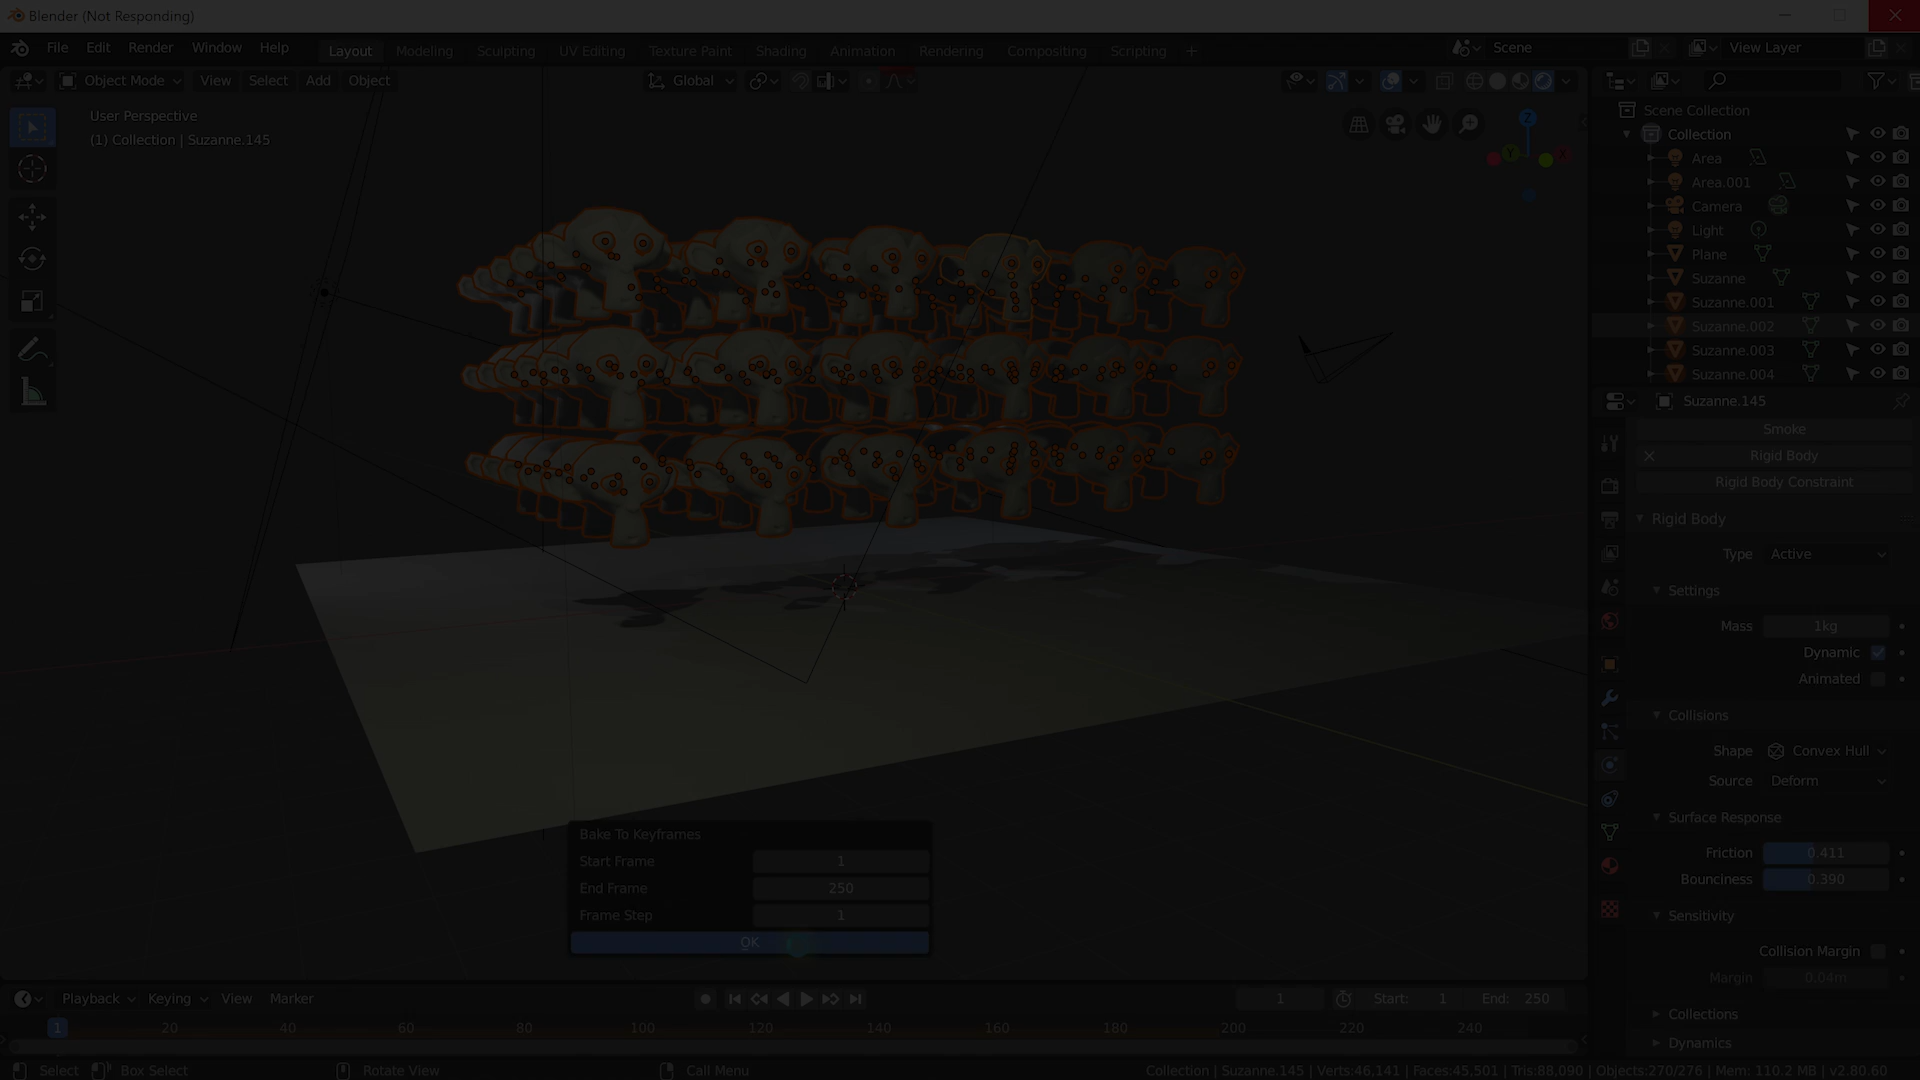 Blender (Not Responding)
File Edit Render Window Help
Layout Modeling Sculpting UV Editing Texture Paint Shading Animation Rendering Compositing Scripting +
Scene
View Layer
Object Mode View Select Add Object
Global
User Perspective
(1) Collection | Suzanne.145
Z
Y
X
Scene Collection
Collection
Area
Area.001
Camera
Light
Plane
Suzanne
Suzanne.001
Suzanne.002
Suzanne.003
Suzanne.004
Suzanne.145
Smoke
Rigid Body
Rigid Body Constraint
Rigid Body
Type Active
Settings
Mass 1kg
Dynamic
Animated
Collisions
Shape Convex Hull
Source Deform
Surface Response
Friction 0.411
Bounciness 0.390
Sensitivity
Collision Margin
Margin 0.04m
Collections
Dynamics
Bake To Keyframes
Start Frame 1
End Frame 250
Frame Step 1
OK
Playback Keying View Marker
1 Start: 1 End: 250
1 20 40 60 80 100 120 140 160 180 200 220 240
Select Box Select Rotate View Call Menu
Collection | Suzanne.145 | Verts:46,141 | Faces:45,501 | Tris:88,090 | Objects:270/276 | Mem: 110.2 MB | v2.80.60